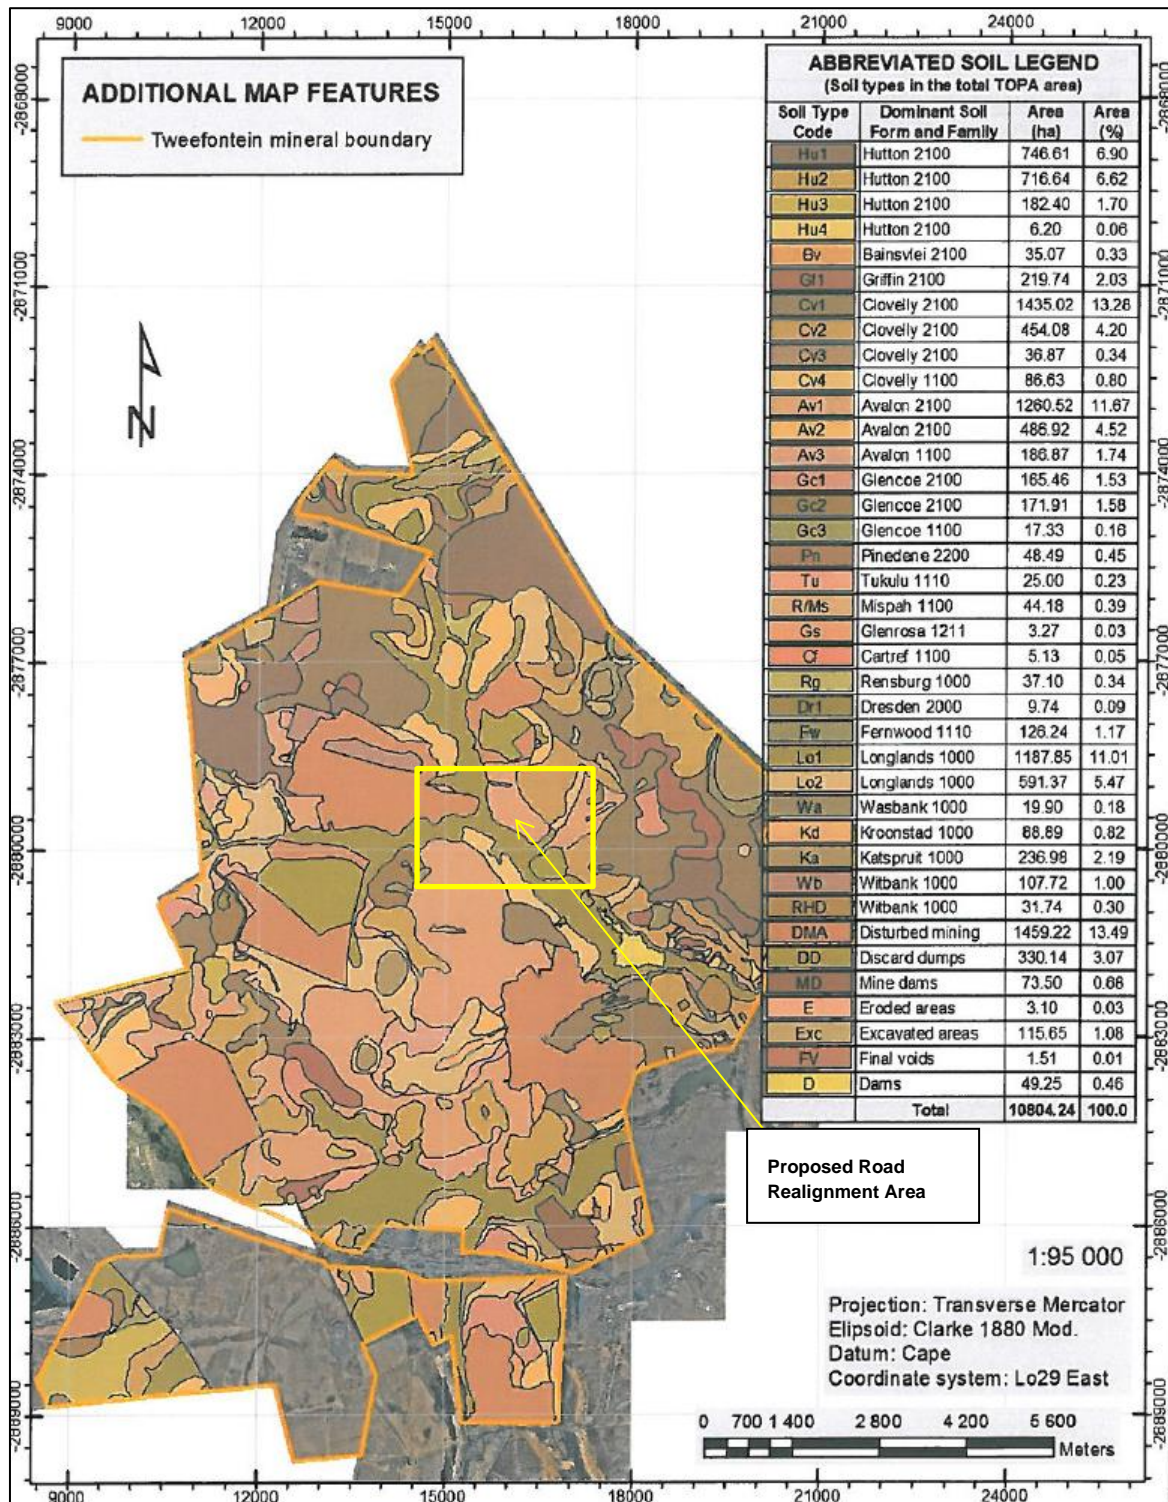 9000 12000 15000 18000 21000 24000
ADDITIONAL MAP FEATURES
Tweefontein mineral boundary
N
ABBREVIATED SOIL LEGEND
(Soil types in the total TOPA area)
Soil Type Code Dominant Soil Form and Family Area (ha) Area (%)
Hu1 Hutton 2100 746.61 6.90
Hu2 Hutton 2100 716.64 6.62
Hu3 Hutton 2100 182.40 1.70
Hu4 Hutton 2100 6.20 0.06
Bv Bainsvlei 2100 35.07 0.33
Gf1 Griffin 2100 219.74 2.03
Cv1 Clovelly 2100 1435.02 13.28
Cv2 Clovelly 2100 454.08 4.20
Cv3 Clovelly 2100 36.87 0.34
Cv4 Clovelly 1100 86.63 0.80
Av1 Avalon 2100 1260.52 11.67
Av2 Avalon 2100 486.92 4.52
Av3 Avalon 1100 186.87 1.74
Gc1 Glencoe 2100 165.46 1.53
Gc2 Glencoe 2100 171.91 1.58
Gc3 Glencoe 1100 17.33 0.16
Pn Pinedene 2200 48.49 0.45
Tu Tukulu 1110 25.00 0.23
R/Ms Mispah 1100 44.18 0.39
Gs Glenrosa 1211 3.27 0.03
Cf Cartref 1100 5.13 0.05
Rg Rensburg 1000 37.10 0.34
Dr1 Dresden 2000 9.74 0.09
Fw Fernwood 1110 126.24 1.17
Lo1 Longlands 1000 1187.85 11.01
Lo2 Longlands 1000 591.37 5.47
Wa Wasbank 1000 19.90 0.18
Kd Kroonstad 1000 88.89 0.82
Ka Katspruit 1000 236.98 2.19
Wb Witbank 1000 107.72 1.00
RHD Witbank 1000 31.74 0.30
DMA Disturbed mining 1459.22 13.49
DD Discard dumps 330.14 3.07
MD Mine dams 73.50 0.68
E Eroded areas 3.10 0.03
Exc Excavated areas 115.65 1.08
FV Final voids 1.51 0.01
D Dams 49.25 0.46
Total 10804.24 100.0
Proposed Road
Realignment Area
1:95 000
Projection: Transverse Mercator
Elipsoid: Clarke 1880 Mod.
Datum: Cape
Coordinate system: Lo29 East
0 700 1 400 2 800 4 200 5 600
Meters
-2868000
-2871000
-2874000
-2877000
-2880000
-2883000
-2886000
-2889000
-2868000
-2871000
-2874000
-2877000
-2880000
-2883000
-2886000
-2889000
9000 12000 15000 18000 21000 24000